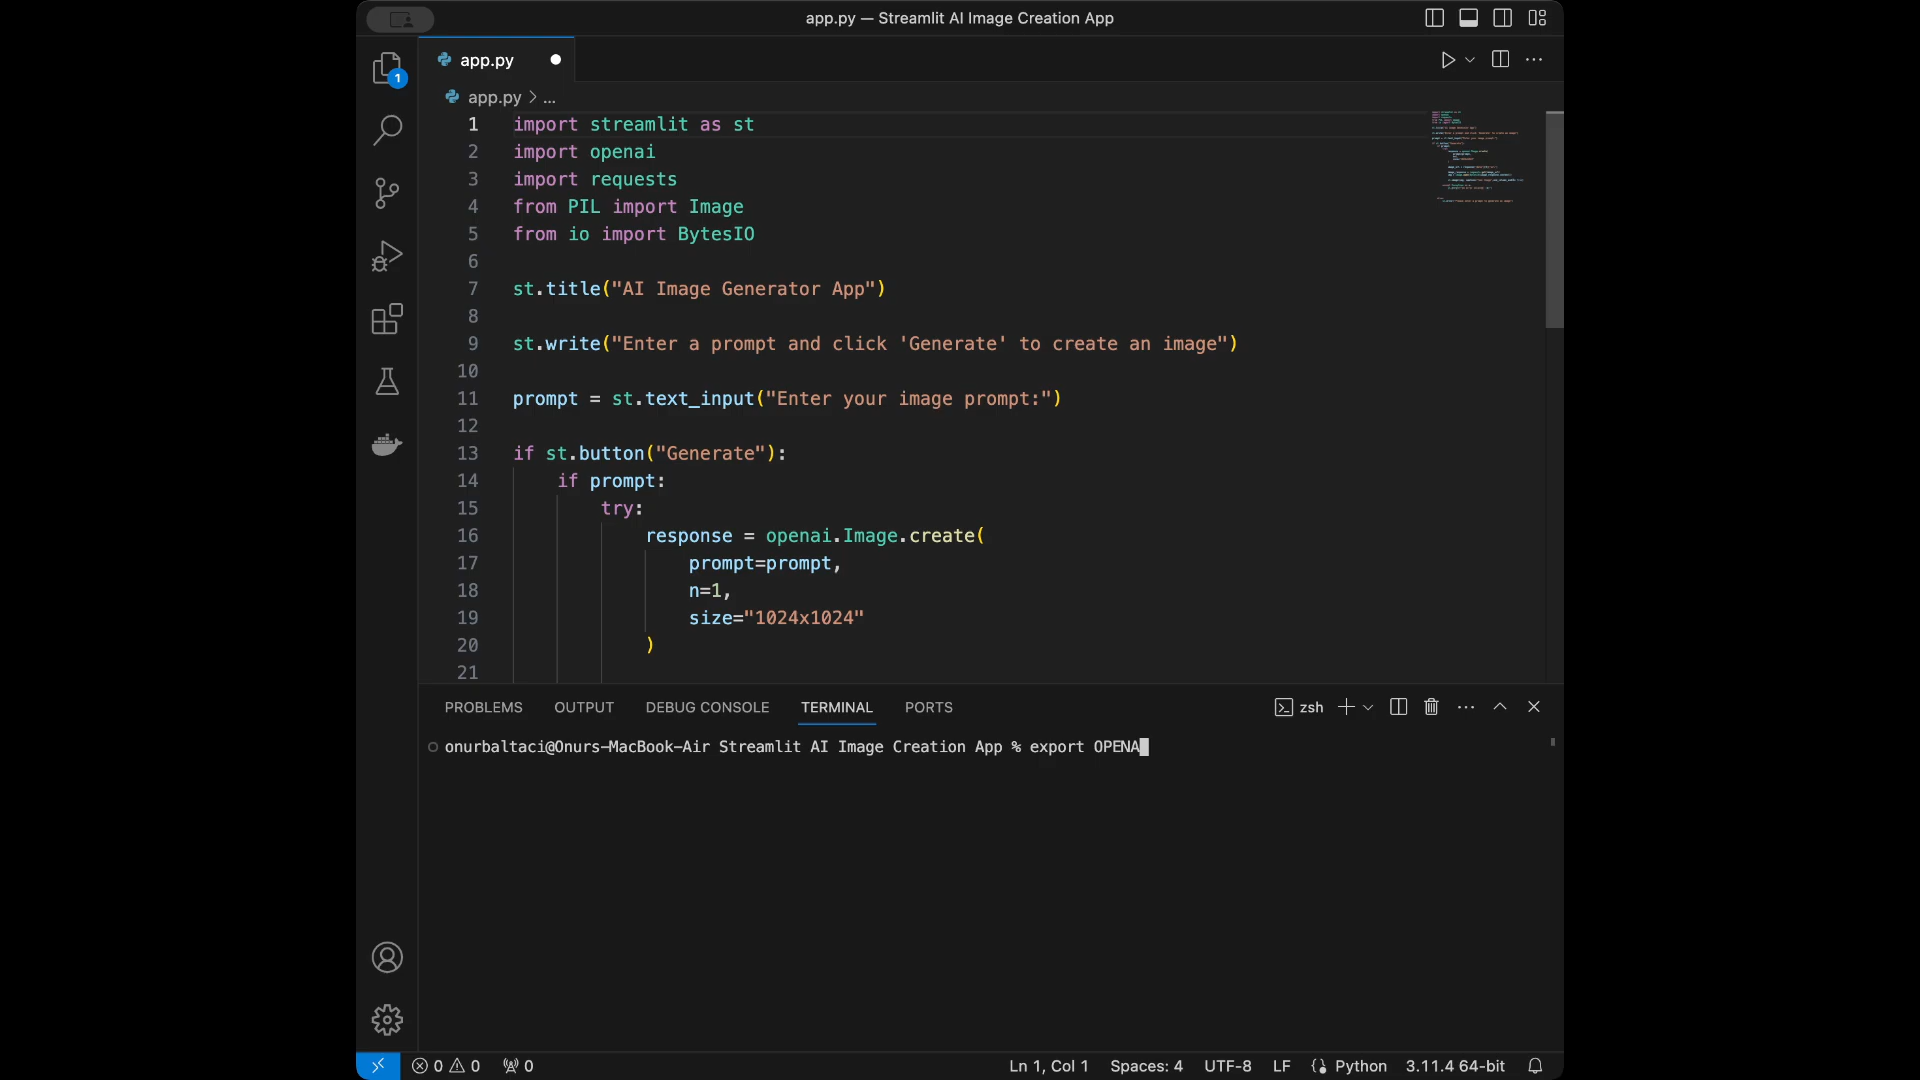 app.py — Streamlit AI Image Creation App
1
app.py
app.py > ...
1 import streamlit as st
2 import openai
3 import requests
4 from PIL import Image
5 from io import BytesIO
6
7 st.title("AI Image Generator App")
8
9 st.write("Enter a prompt and click 'Generate' to create an image")
10
11 prompt = st.text_input("Enter your image prompt:")
12
13 if st.button("Generate"):
14 if prompt:
15 try:
16 response = openai.Image.create(
17 prompt=prompt,
18 n=1,
19 size="1024x1024"
20 )
21
PROBLEMS OUTPUT DEBUG CONSOLE TERMINAL PORTS zsh
onurbaltaci@Onurs-MacBook-Air Streamlit AI Image Creation App % export OPENA
0 0 0 Ln 1, Col 1 Spaces: 4 UTF-8 LF Python 3.11.4 64-bit